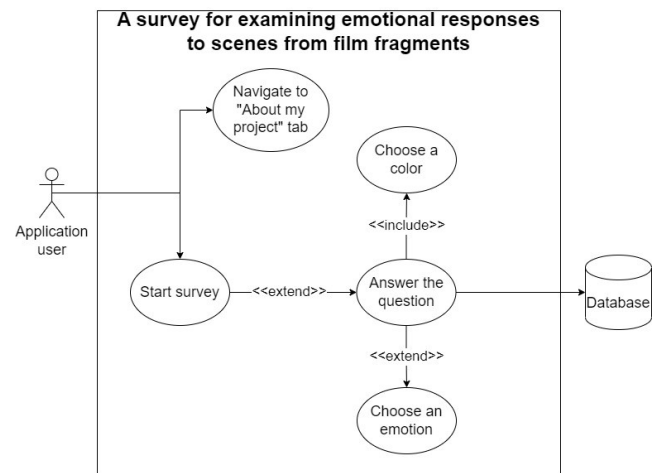 A survey for examining emotional responses
to scenes from film fragments
Navigate to
"About my
project" tab
Choose a
color
<<include>>
Application
user
Start survey
<<extend>>
Answer the
question
Database
<<extend>>
Choose an
emotion